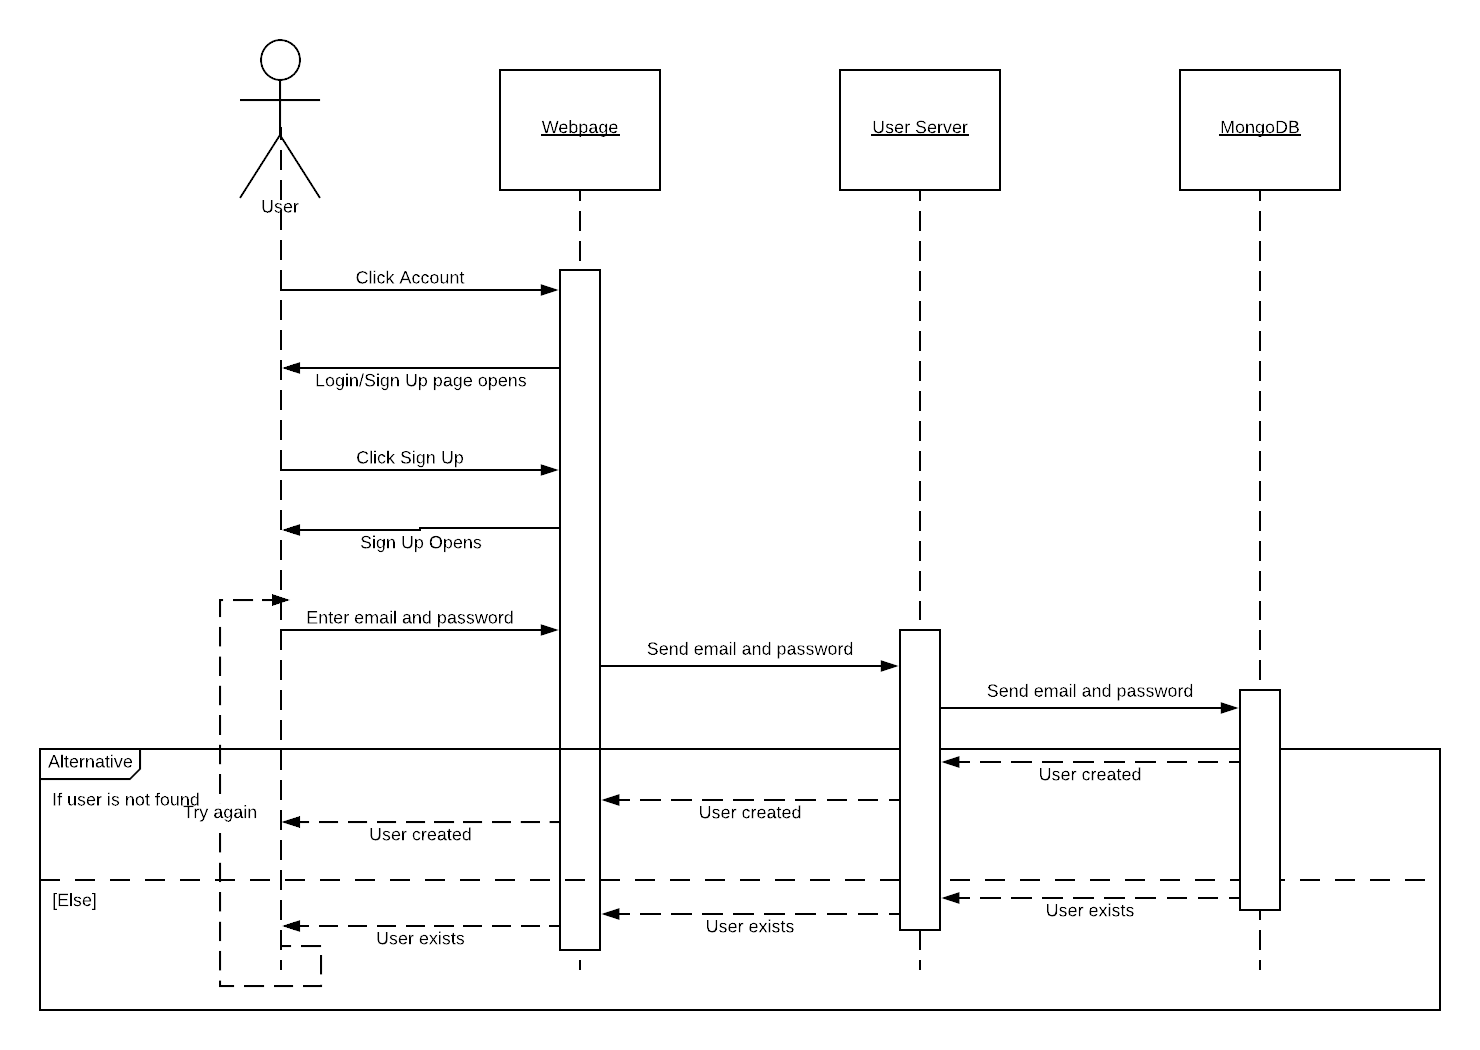 Webpage
User Server
MongoDB
User
Click Account
Login/Sign Up page opens
Click Sign Up
Sign Up Opens
Enter email and password
Send email and password
Send email and password
Alternative
User created
If user is not found
Try again
User created
User created
[Else]
User exists
User exists
User exists